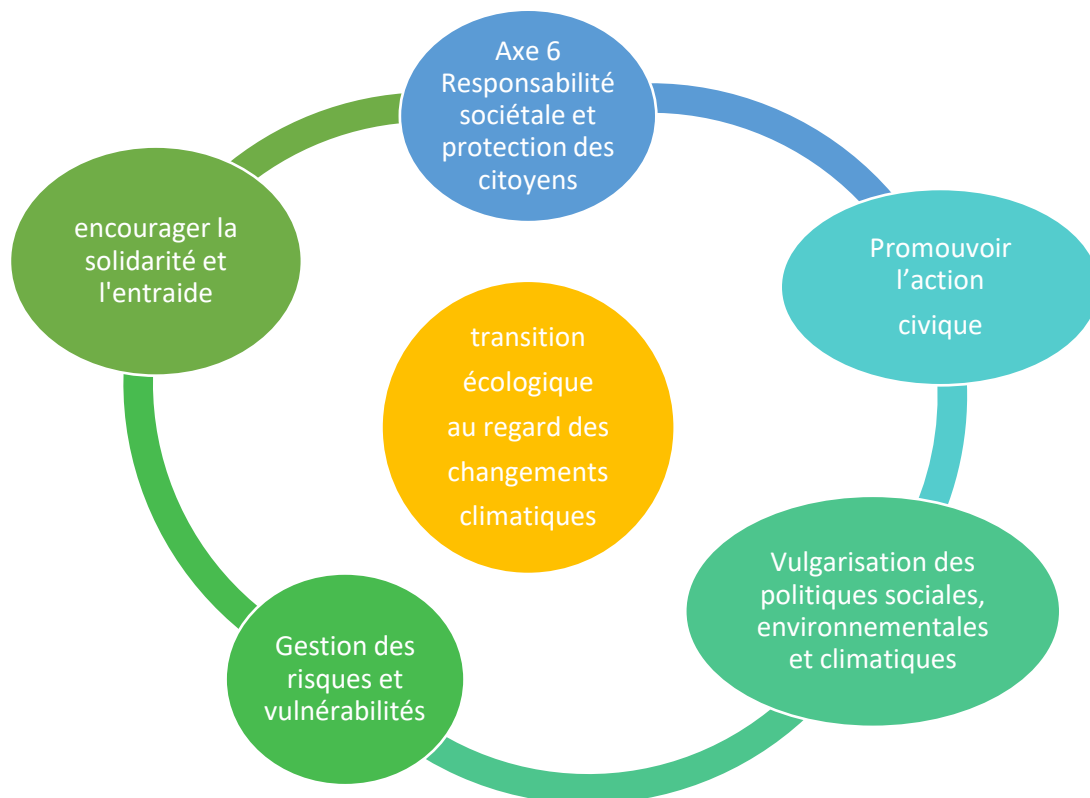 Axe 6
Responsabilité
sociétale et
protection des
citoyens
encourager la
solidarité et
l'entraide
Promouvoir
l’action
civique
transition
écologique
au regard des
changements
climatiques
Vulgarisation des
politiques sociales,
environnementales
et climatiques
Gestion des
risques et
vulnérabilités